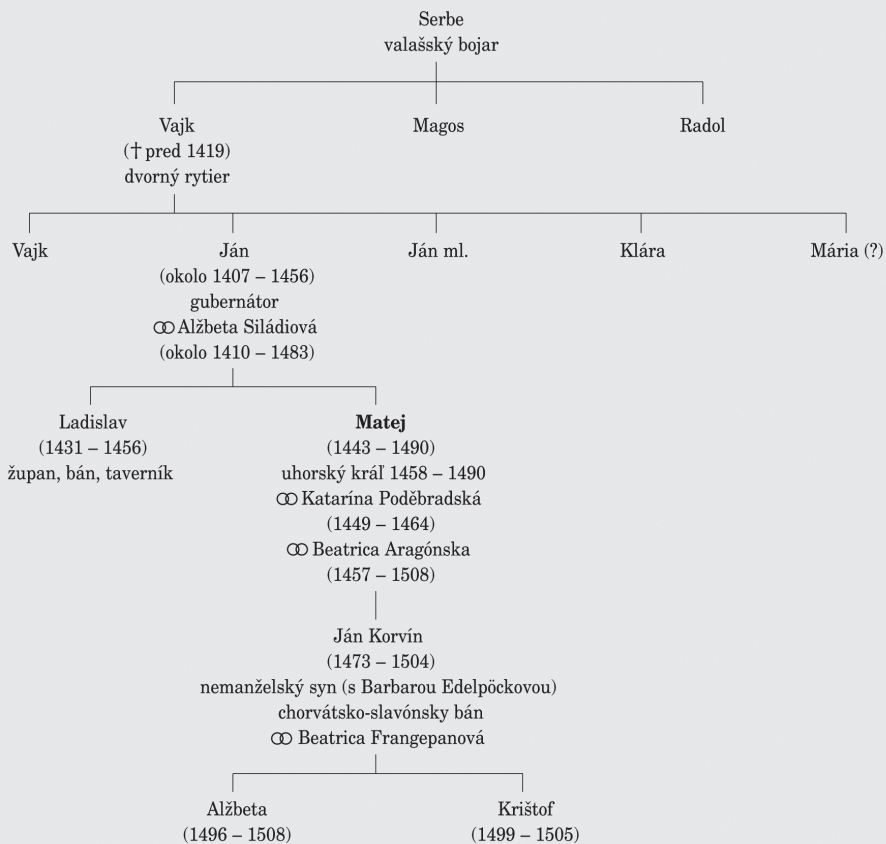 Serbe
valašský bojar
Vajk
Magos
Radol
(† pred 1419)
dvorný rytier
Vajk
Ján
Ján ml.
Klára
Mária (?)
(okolo 1407 – 1456)
gubernátor
ꝏ Alžbeta Siládiová
(okolo 1410 – 1483)
Ladislav
(1431 – 1456)
župan, bán, taverník
Matej
(1443 – 1490)
uhorský kráľ 1458 – 1490
ꝏ Katarína Poděbradská
(1449 – 1464)
ꝏ Beatrica Aragónska
(1457 – 1508)
Ján Korvín
(1473 – 1504)
nemanželský syn (s Barbarou Edelpöckovou)
chorvátsko-slavónsky bán
ꝏ Beatrica Frangepanová
Alžbeta
(1496 – 1508)
Krištof
(1499 – 1505)